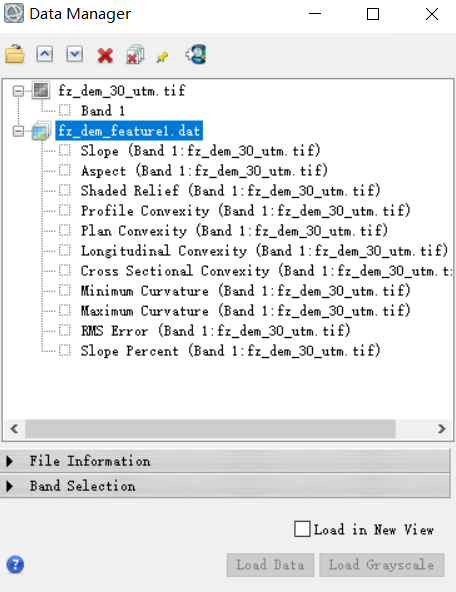 Data Manager
fz_dem_30_utm.tif
Band 1
fz_dem_feature1.dat
Slope (Band 1:fz_dem_30_utm.tif)
Aspect (Band 1:fz_dem_30_utm.tif)
Shaded Relief (Band 1:fz_dem_30_utm.tif)
Profile Convexity (Band 1:fz_dem_30_utm.tif)
Plan Convexity (Band 1:fz_dem_30_utm.tif)
Longitudinal Convexity (Band 1:fz_dem_30_utm.tif)
Cross Sectional Convexity (Band 1:fz_dem_30_utm.t
Minimum Curvature (Band 1:fz_dem_30_utm.tif)
Maximum Curvature (Band 1:fz_dem_30_utm.tif)
RMS Error (Band 1:fz_dem_30_utm.tif)
Slope Percent (Band 1:fz_dem_30_utm.tif)
File Information
Band Selection
Load in New View
Load Data Load Grayscale